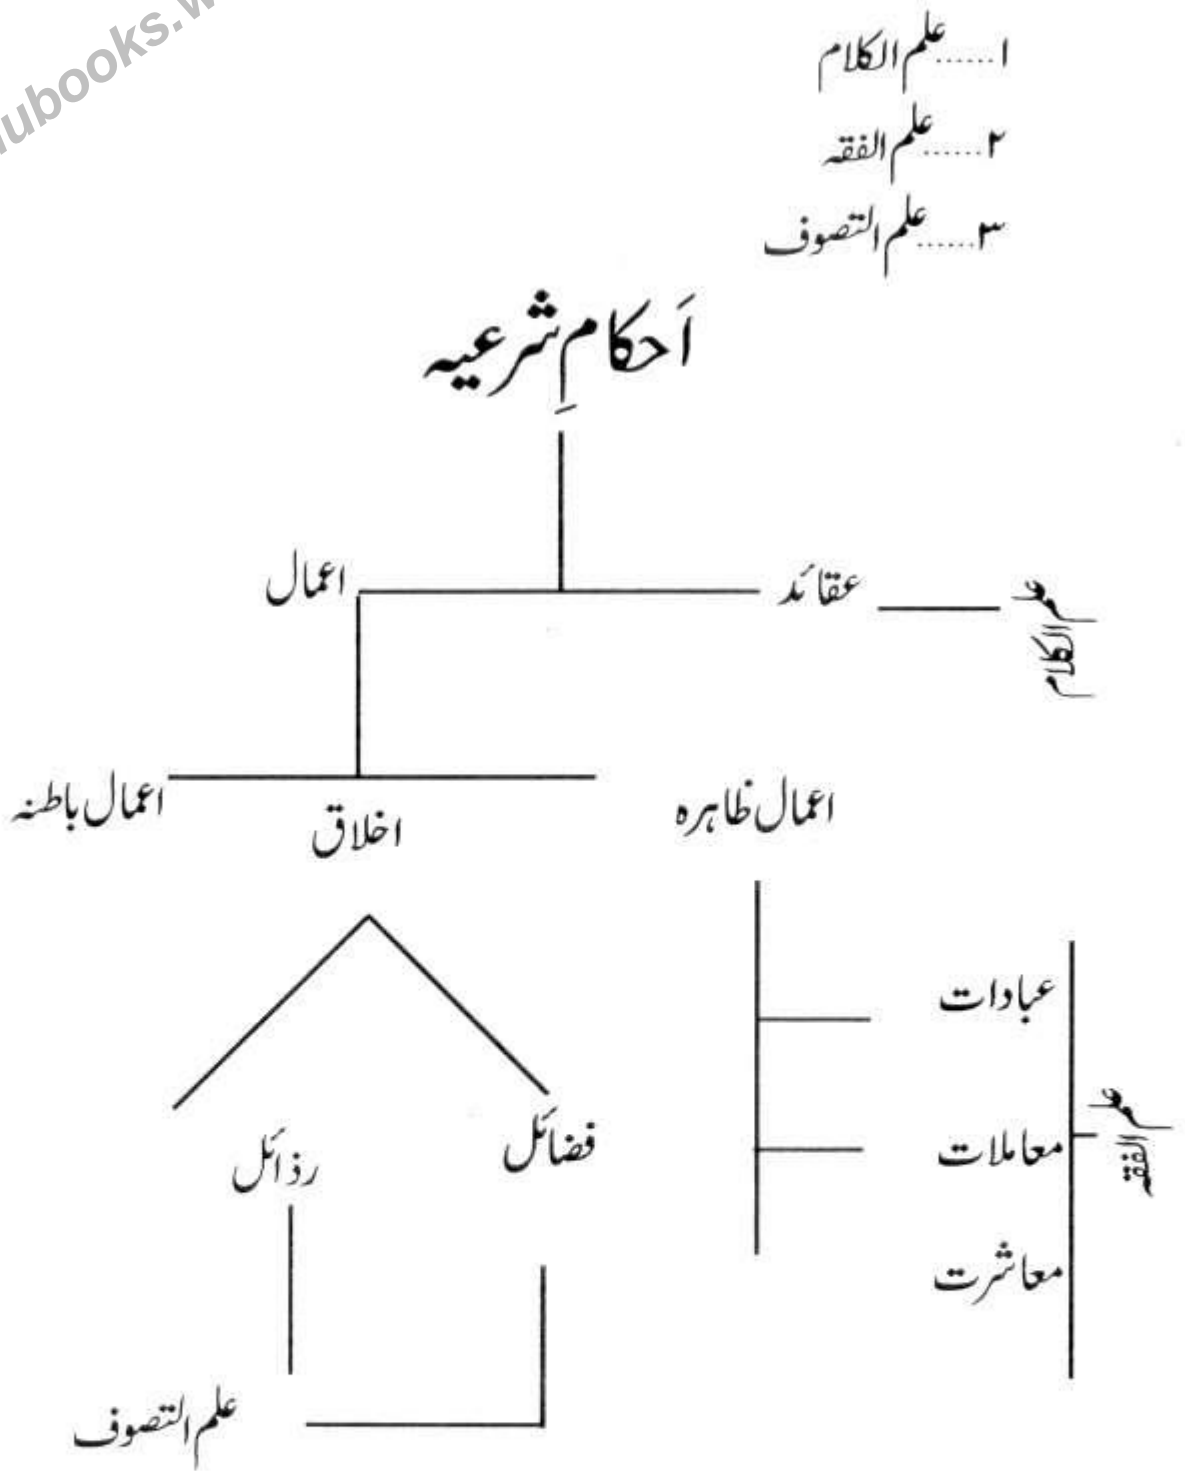 ubooks.w
۱......علم الکلام
۲......علم الفقہ
۳......علم التصوف
اَحکامِ شرعیہ
عقائد
اعمال
علم الکلام
اعمال ظاہرہ
اخلاق
اعمال باطنہ
عبادات
معاملات
معاشرت
علم الفقہ
فضائل
رذائل
علم التصوف